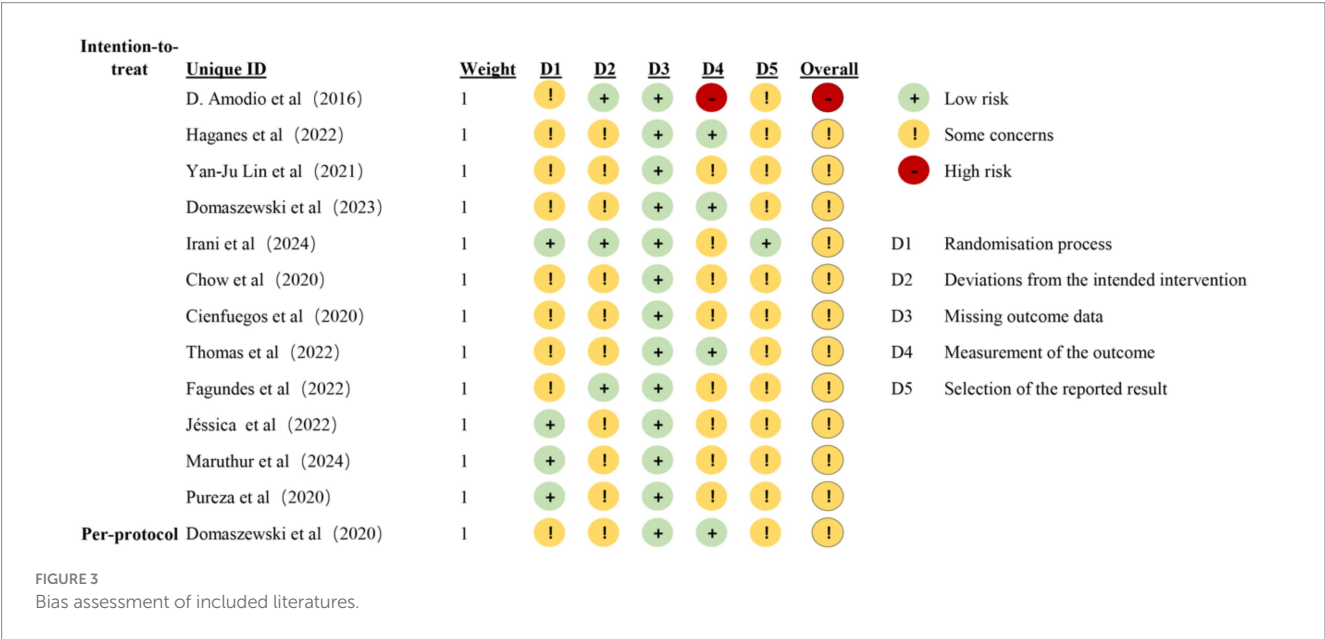 Intention-to-
treat Unique ID Weight D1 D2 D3 D4 D5 Overall
D. Amodio et al (2016) 1 ! + + - ! - + Low risk
Haganes et al (2022) 1 ! ! + + ! ! ! Some concerns
Yan-Ju Lin et al (2021) 1 ! ! + ! ! ! - High risk
Domaszewski et al (2023) 1 ! ! + + ! !
Irani et al (2024) 1 + + + ! + ! D1 Randomisation process
Chow et al (2020) 1 ! ! + ! ! ! D2 Deviations from the intended intervention
Cienfuegos et al (2020) 1 ! ! + ! ! ! D3 Missing outcome data
Thomas et al (2022) 1 ! ! + + ! ! D4 Measurement of the outcome
Fagundes et al (2022) 1 ! + + ! ! ! D5 Selection of the reported result
Jéssica et al (2022) 1 + ! + ! ! !
Maruthur et al (2024) 1 + ! + ! ! !
Pureza et al (2020) 1 + ! + ! ! !
Per-protocol Domaszewski et al (2020) 1 ! ! + + ! !
FIGURE 3
Bias assessment of included literatures.